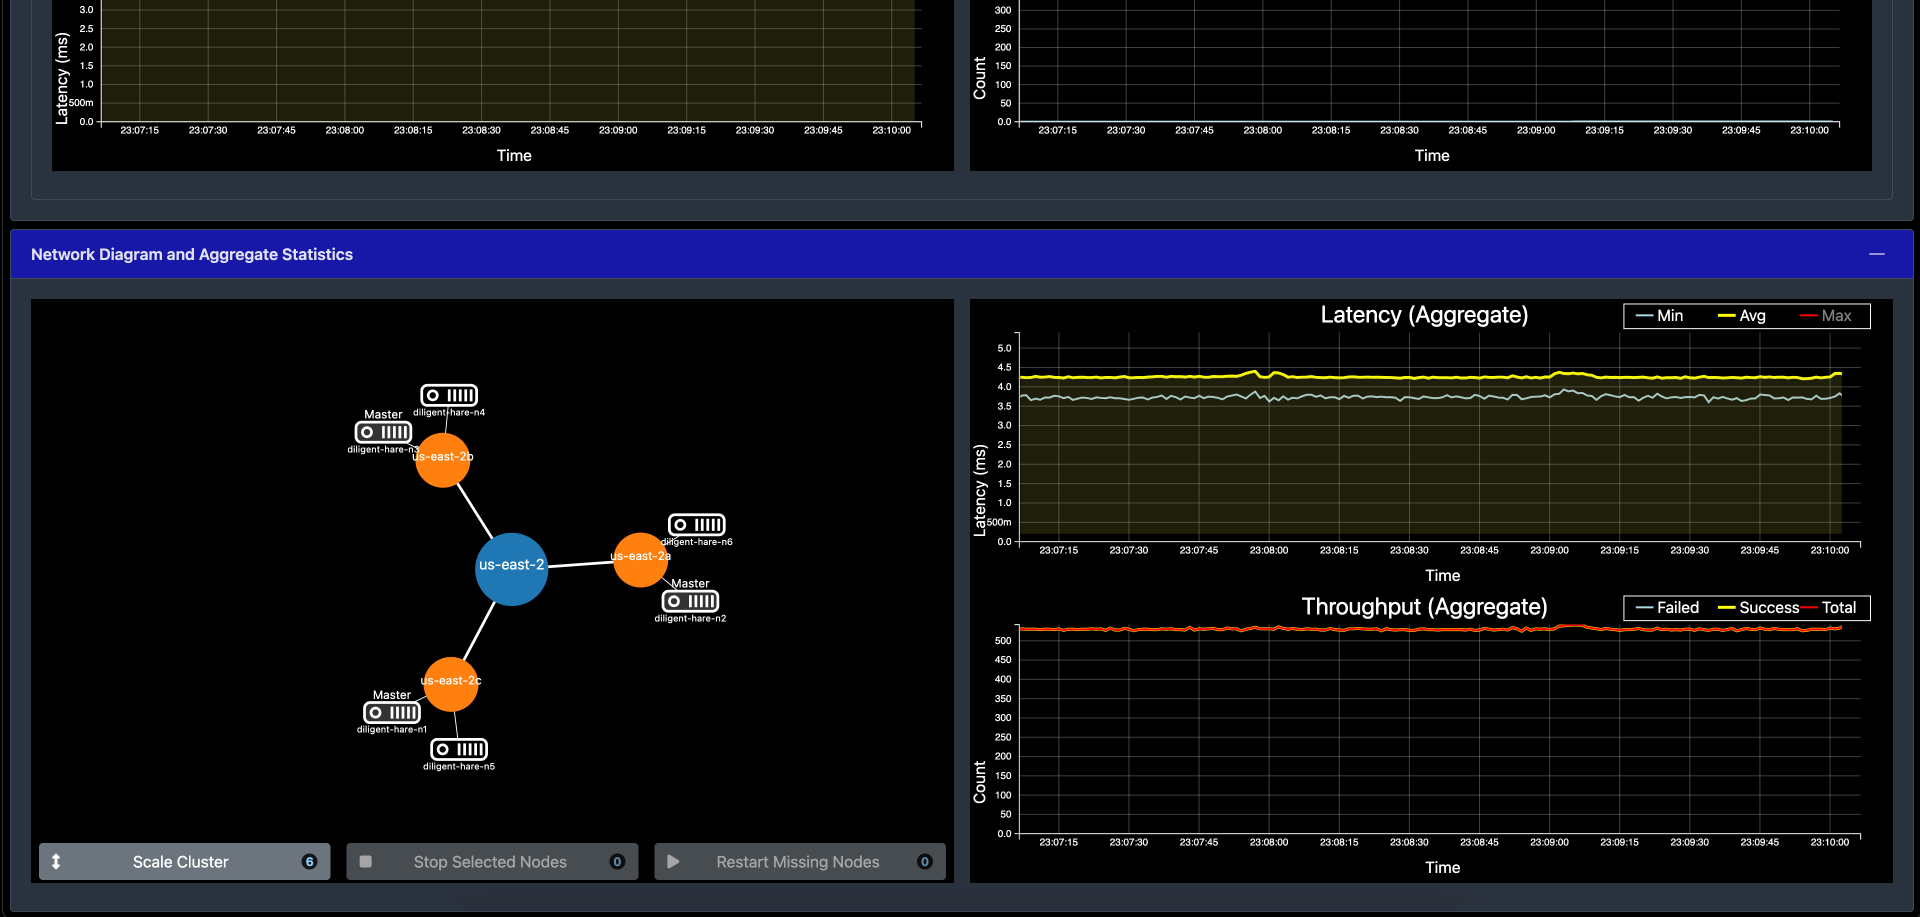 3.0
2.5
2.0
1.5
1.0
500m
0.0
Latency (ms)
23:07:15 23:07:30 23:07:45 23:08:00 23:08:15 23:08:30 23:08:45 23:09:00 23:09:15 23:09:30 23:09:45 23:10:00
Time
300
250
200
150
100
50
0.0
Count
23:07:15 23:07:30 23:07:45 23:08:00 23:08:15 23:08:30 23:08:45 23:09:00 23:09:15 23:09:30 23:09:45 23:10:00
Time
Network Diagram and Aggregate Statistics
diligent-hare-n4
Master
diligent-hare-n3
us-east-2b
diligent-hare-n6
us-east-2a
us-east-2
Master
diligent-hare-n2
us-east-2c
Master
diligent-hare-n1
diligent-hare-n5
Scale Cluster 6
Stop Selected Nodes 0
Restart Missing Nodes 0
Latency (Aggregate)
Min Avg Max
5.0
4.5
4.0
3.5
3.0
2.5
2.0
1.5
1.0
500m
0.0
Latency (ms)
23:07:15 23:07:30 23:07:45 23:08:00 23:08:15 23:08:30 23:08:45 23:09:00 23:09:15 23:09:30 23:09:45 23:10:00
Time
Throughput (Aggregate)
Failed Success Total
500
450
400
350
300
250
200
150
100
50
0.0
Count
23:07:15 23:07:30 23:07:45 23:08:00 23:08:15 23:08:30 23:08:45 23:09:00 23:09:15 23:09:30 23:09:45 23:10:00
Time